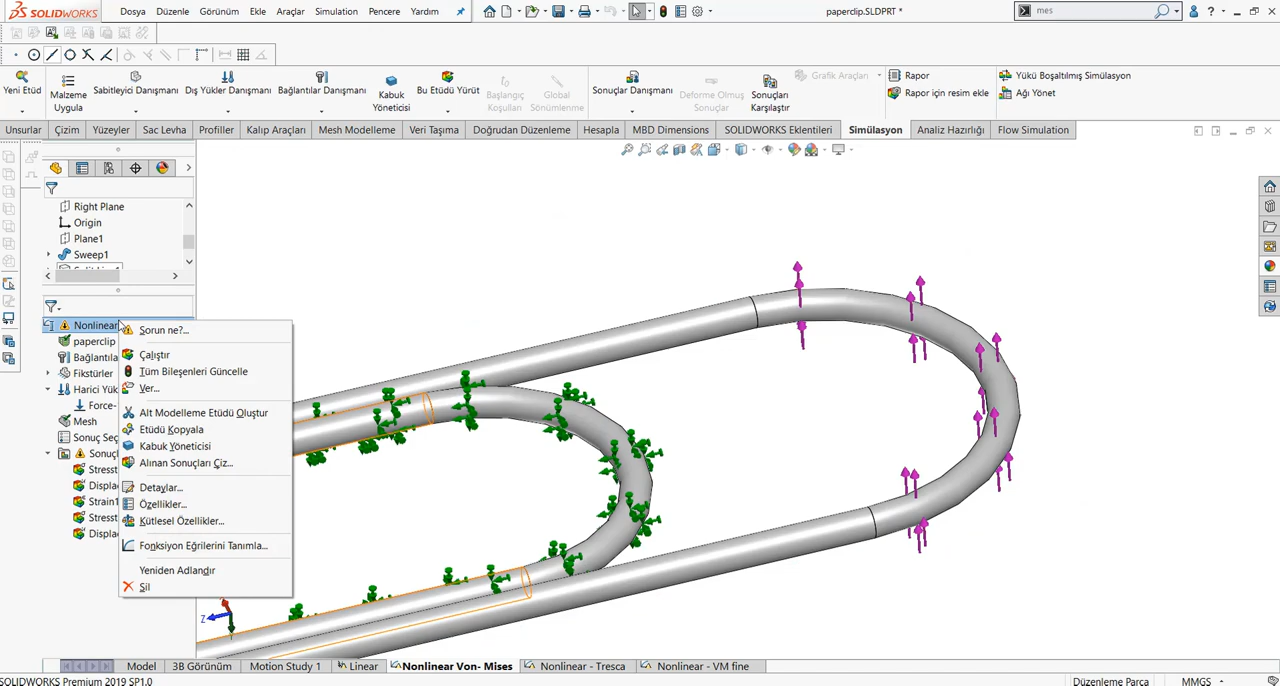 SOLIDWORKS
Dosya Düzenle Görünüm Ekle Araçlar Simulation Pencere Yardım
paperclip.SLDPRT *
mes
?
Yeni Etüd
Malzeme Uygula
Sabitleyici Danışmanı
Dış Yükler Danışmanı
Bağlantılar Danışmanı
Kabuk Yöneticisi
Bu Etüdü Yürüt
Başlangıç Koşulları
Global Sönümleme
Sonuçlar Danışmanı
Deforme Olmuş Sonuçlar
Sonuçları Karşılaştır
Grafik Araçları
Rapor
Rapor için resim ekle
Yükü Boşaltılmış Simülasyon
Ağı Yönet
Unsurlar Çizim Yüzeyler Sac Levha Profiller Kalıp Araçları Mesh Modelleme Veri Taşıma Doğrudan Düzenleme Hesapla MBD Dimensions SOLIDWORKS Eklentileri Simülasyon Analiz Hazırlığı Flow Simulation
Right Plane
Origin
Plane1
Sweep1
Nonlinear
paperclip
Bağlantıla
Fikstürler
Harici Yük
Force-
Mesh
Sonuç Seç
Sonuçl
Stresst
Displac
Strain1
Stresst
Displac
Sorun ne?...
Çalıştır
Tüm Bileşenleri Güncelle
Ver...
Alt Modelleme Etüdü Oluştur
Etüdü Kopyala
Kabuk Yöneticisi
Alınan Sonuçları Çiz...
Detaylar...
Özellikler...
Kütlesel Özellikler...
Fonksiyon Eğrilerini Tanımla...
Yeniden Adlandır
Sil
Z
Model 3B Görünüm Motion Study 1 Linear Nonlinear Von- Mises Nonlinear - Tresca Nonlinear - VM fine
SOLIDWORKS Premium 2019 SP1.0
Düzenleme Parca
MMGS